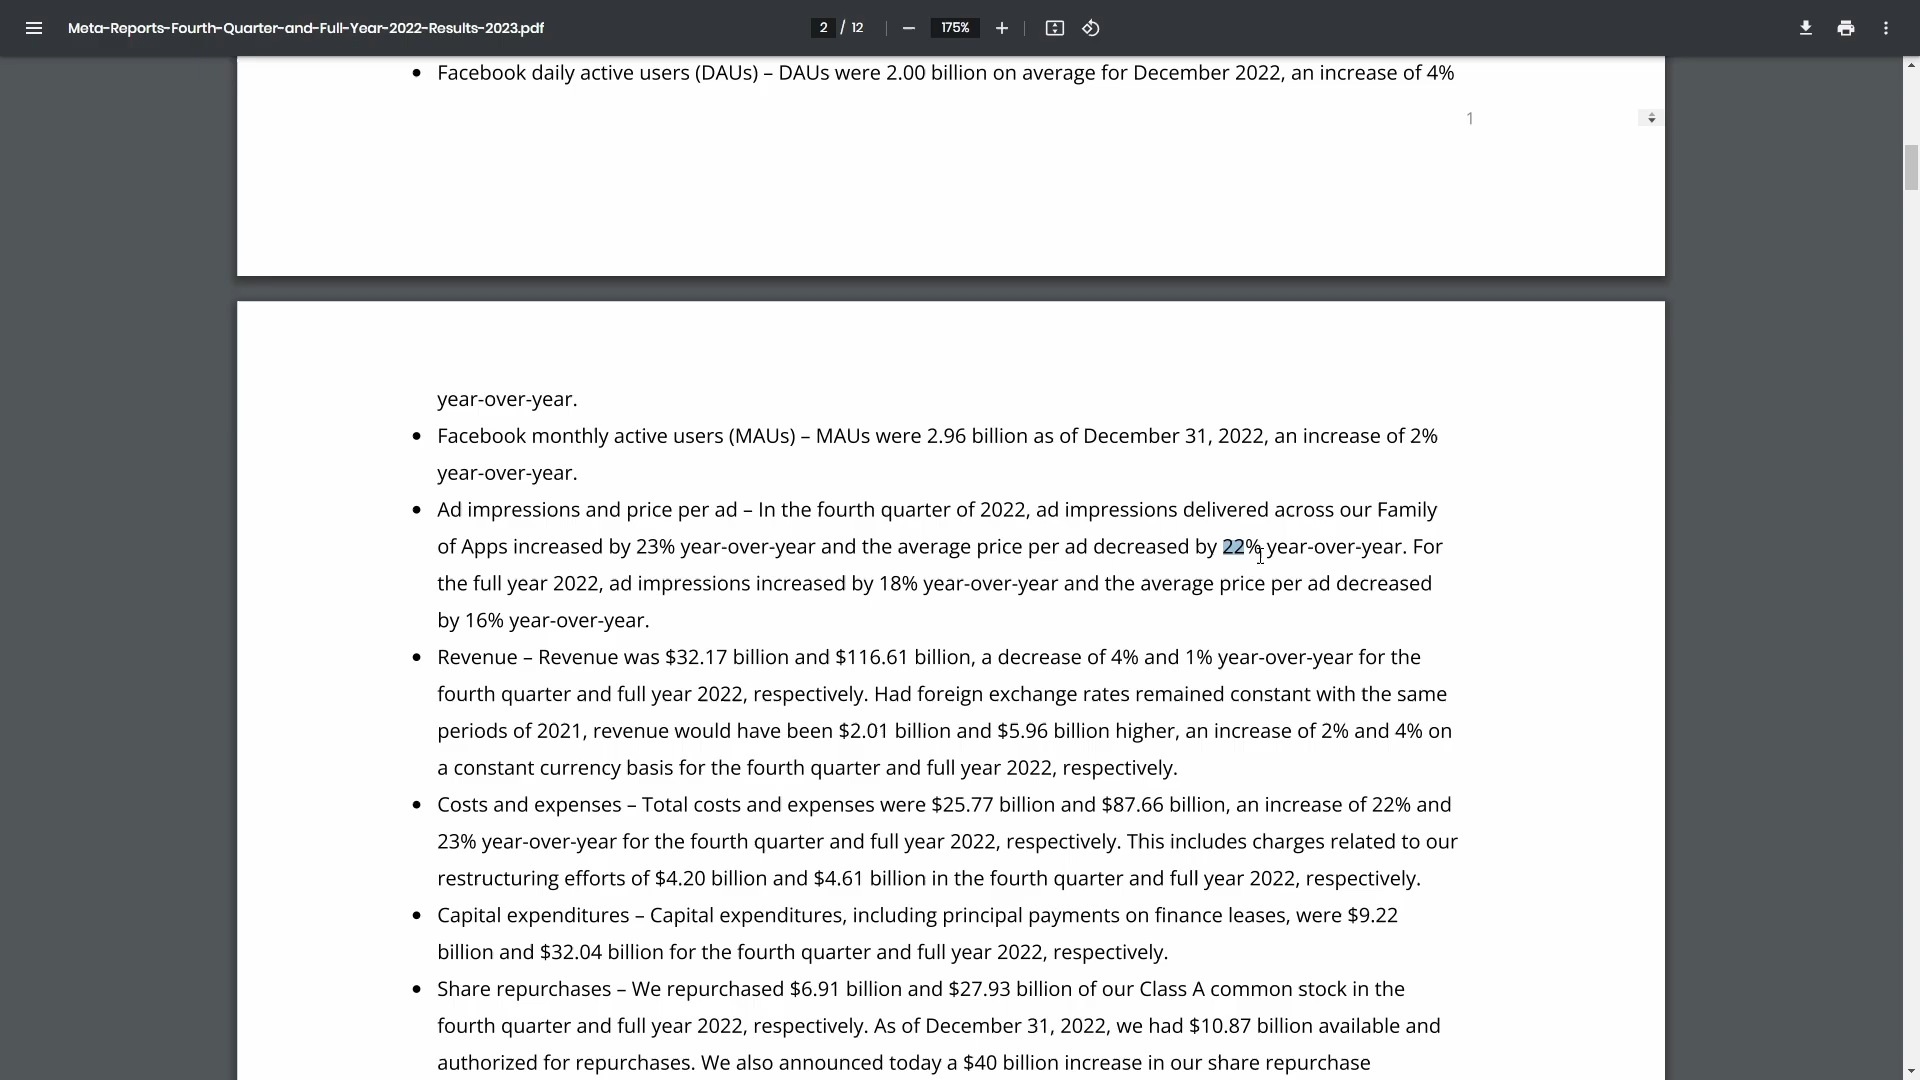 Meta-Reports-Fourth-Quarter-and-Full-Year-2022-Results-2023.pdf
2 / 12
175%
• Facebook daily active users (DAUs) – DAUs were 2.00 billion on average for December 2022, an increase of 4%
1
year-over-year.
• Facebook monthly active users (MAUs) – MAUs were 2.96 billion as of December 31, 2022, an increase of 2%
year-over-year.
• Ad impressions and price per ad – In the fourth quarter of 2022, ad impressions delivered across our Family
of Apps increased by 23% year-over-year and the average price per ad decreased by 22% year-over-year. For
the full year 2022, ad impressions increased by 18% year-over-year and the average price per ad decreased
by 16% year-over-year.
• Revenue – Revenue was $32.17 billion and $116.61 billion, a decrease of 4% and 1% year-over-year for the
fourth quarter and full year 2022, respectively. Had foreign exchange rates remained constant with the same
periods of 2021, revenue would have been $2.01 billion and $5.96 billion higher, an increase of 2% and 4% on
a constant currency basis for the fourth quarter and full year 2022, respectively.
• Costs and expenses – Total costs and expenses were $25.77 billion and $87.66 billion, an increase of 22% and
23% year-over-year for the fourth quarter and full year 2022, respectively. This includes charges related to our
restructuring efforts of $4.20 billion and $4.61 billion in the fourth quarter and full year 2022, respectively.
• Capital expenditures – Capital expenditures, including principal payments on finance leases, were $9.22
billion and $32.04 billion for the fourth quarter and full year 2022, respectively.
• Share repurchases – We repurchased $6.91 billion and $27.93 billion of our Class A common stock in the
fourth quarter and full year 2022, respectively. As of December 31, 2022, we had $10.87 billion available and
authorized for repurchases. We also announced today a $40 billion increase in our share repurchase